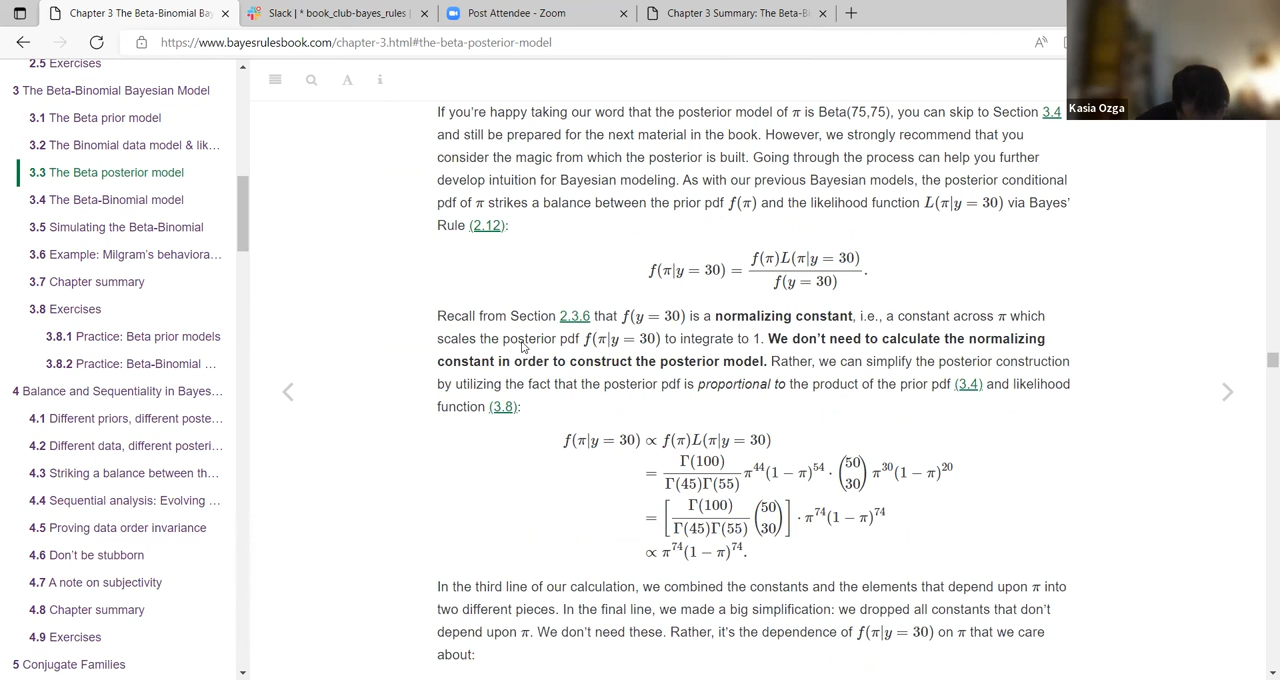 Chapter 3 The Beta-Binomial Ba
Slack | * book_club-bayes_rules |
Post Attendee - Zoom
Chapter 3 Summary: The Beta-B
https://www.bayesrulesbook.com/chapter-3.html#the-beta-posterior-model
Kasia Ozga
2.5 Exercises
3 The Beta-Binomial Bayesian Model
3.1 The Beta prior model
3.2 The Binomial data model & lik...
3.3 The Beta posterior model
3.4 The Beta-Binomial model
3.5 Simulating the Beta-Binomial
3.6 Example: Milgram's behaviora...
3.7 Chapter summary
3.8 Exercises
3.8.1 Practice: Beta prior models
3.8.2 Practice: Beta-Binomial ...
4 Balance and Sequentiality in Bayes...
4.1 Different priors, different poste...
4.2 Different data, different posteri...
4.3 Striking a balance between th...
4.4 Sequential analysis: Evolving ...
4.5 Proving data order invariance
4.6 Don't be stubborn
4.7 A note on subjectivity
4.8 Chapter summary
4.9 Exercises
5 Conjugate Families
If you're happy taking our word that the posterior model of π is Beta(75,75), you can skip to Section 3.4
and still be prepared for the next material in the book. However, we strongly recommend that you
consider the magic from which the posterior is built. Going through the process can help you further
develop intuition for Bayesian modeling. As with our previous Bayesian models, the posterior conditional
pdf of π strikes a balance between the prior pdf f(π) and the likelihood function L(π|y = 30) via Bayes'
Rule (2.12):
f(π|y = 30) = f(π)L(π|y = 30) / f(y = 30).
Recall from Section 2.3.6 that f(y = 30) is a normalizing constant, i.e., a constant across π which
scales the posterior pdf f(π|y = 30) to integrate to 1. We don't need to calculate the normalizing
constant in order to construct the posterior model. Rather, we can simplify the posterior construction
by utilizing the fact that the posterior pdf is proportional to the product of the prior pdf (3.4) and likelihood
function (3.8):
f(π|y = 30) ∝ f(π)L(π|y = 30)
= Γ(100) / Γ(45)Γ(55) π^44 (1 − π)^54 · (50 30) π^30 (1 − π)^20
= [Γ(100) / Γ(45)Γ(55) (50 30)] · π^74 (1 − π)^74
∝ π^74 (1 − π)^74.
In the third line of our calculation, we combined the constants and the elements that depend upon π into
two different pieces. In the final line, we made a big simplification: we dropped all constants that don't
depend upon π. We don't need these. Rather, it's the dependence of f(π|y = 30) on π that we care
about: